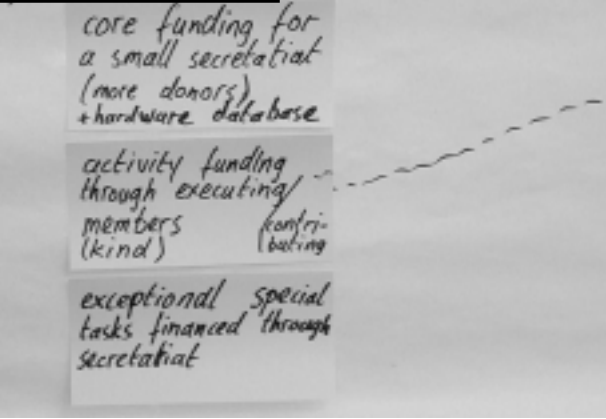 core funding for
a small secretatiat
(more donors)
+ hardware database
activity funding
through executing/
members contri-
(kind) buting
exceptional special
tasks financed through
secretatiat